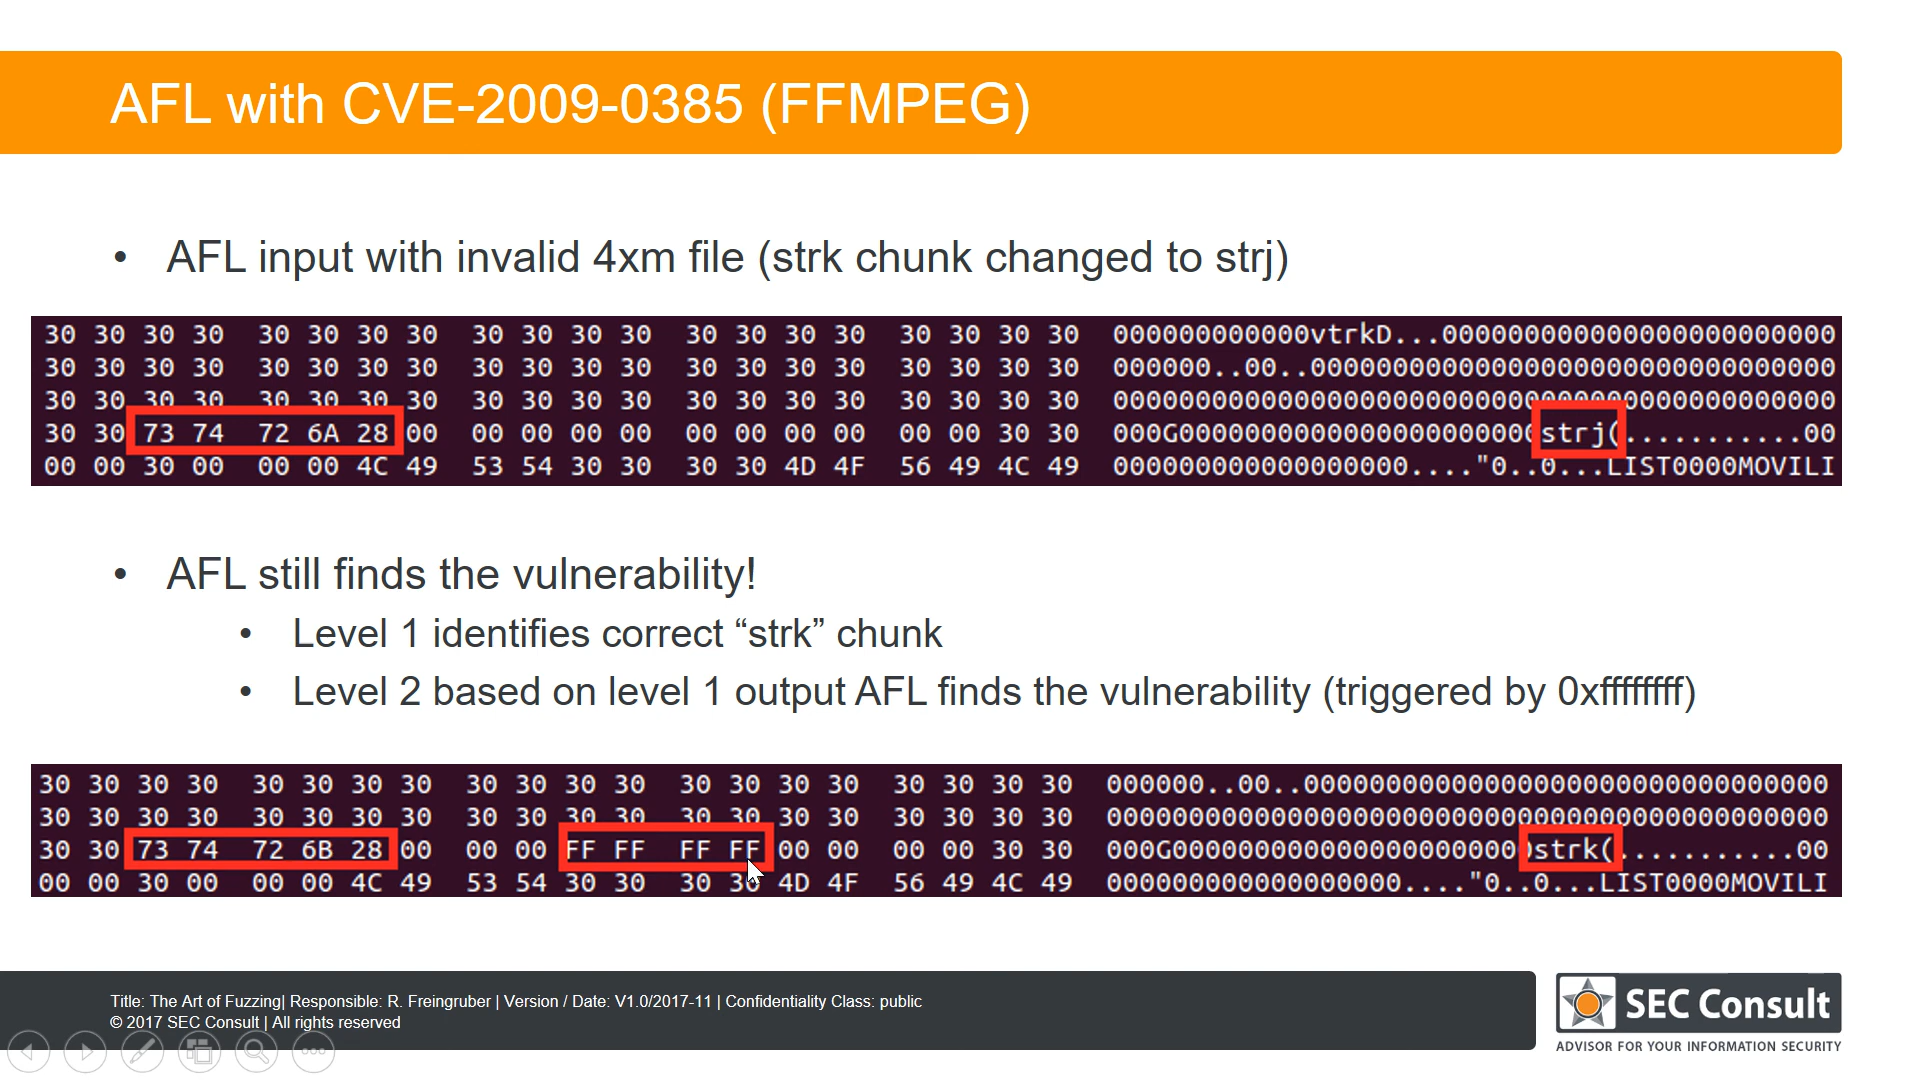 AFL with CVE-2009-0385 (FFMPEG)
• AFL input with invalid 4xm file (strk chunk changed to strj)
30 30 30 30 30 30 30 30 30 30 30 30 30 30 30 30 30 30 30 30 000000000000vtrkD...000000000000000000000000
30 30 30 30 30 30 30 30 30 30 30 30 30 30 30 30 30 30 30 30 000000..00..00000000000000000000000000000000
30 30 30 30 30 30 30 30 30 30 30 30 30 30 30 30 30 30 30 30 00000000000000000000000000000000000000000000
30 30 73 74 72 6A 28 00 00 00 00 00 00 00 00 00 00 00 30 30 000G0000000000000000000000strj(...........00
00 00 30 00 00 00 4C 49 53 54 30 30 30 30 4D 4F 56 49 4C 49 000000000000000000...."0..0...LIST0000MOVILI
• AFL still finds the vulnerability!
• Level 1 identifies correct “strk” chunk
• Level 2 based on level 1 output AFL finds the vulnerability (triggered by 0xffffffff)
30 30 30 30 30 30 30 30 30 30 30 30 30 30 30 30 30 30 30 30 000000..00..00000000000000000000000000000000
30 30 30 30 30 30 30 30 30 30 30 30 30 30 30 30 30 30 30 30 00000000000000000000000000000000000000000000
30 30 73 74 72 6B 28 00 00 00 FF FF FF FF 00 00 00 00 30 30 000G0000000000000000000000strk(...........00
00 00 30 00 00 00 4C 49 53 54 30 30 30 30 4D 4F 56 49 4C 49 000000000000000000...."0..0...LIST0000MOVILI
Title: The Art of Fuzzing| Responsible: R. Freingruber | Version / Date: V1.0/2017-11 | Confidentiality Class: public
© 2017 SEC Consult | All rights reserved
SEC Consult
ADVISOR FOR YOUR INFORMATION SECURITY